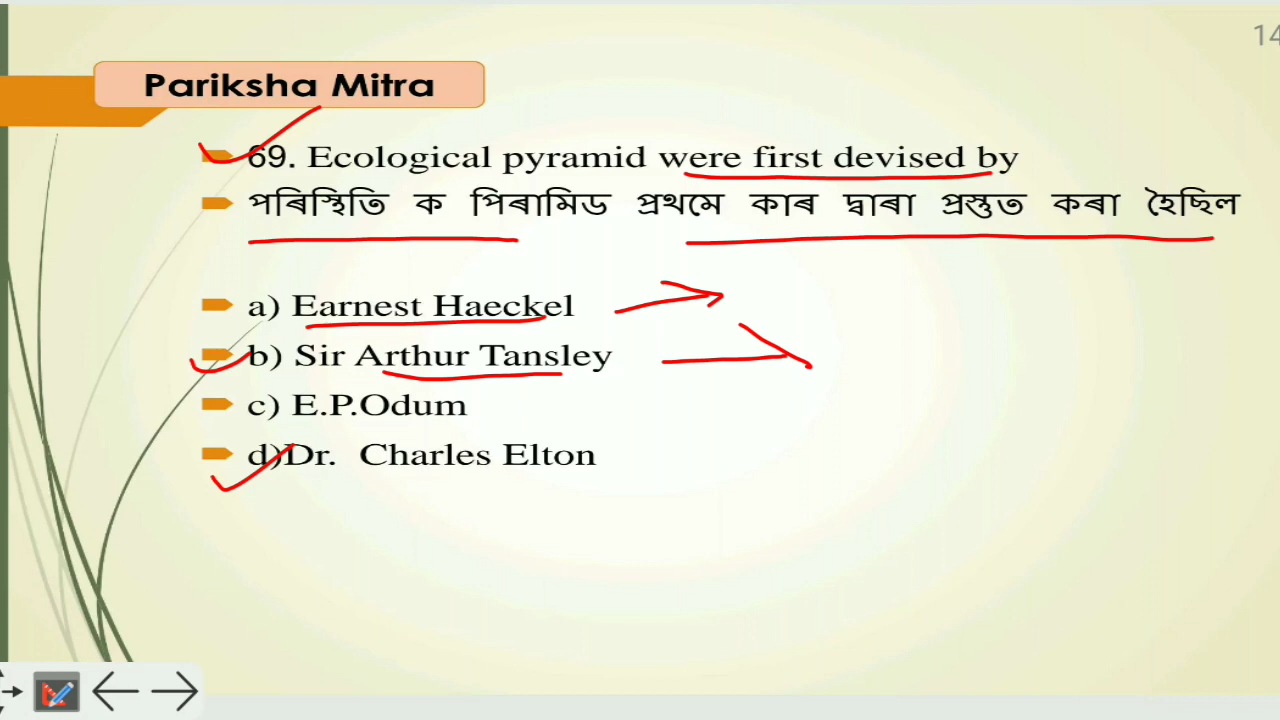 14
Pariksha Mitra
69. Ecological pyramid were first devised by
পৰিস্থিতি ক পিৰামিড প্ৰথমে কাৰ দ্বাৰা প্ৰস্তুত কৰা হৈছিল
a) Earnest Haeckel
b) Sir Arthur Tansley
c) E.P.Odum
d)Dr. Charles Elton